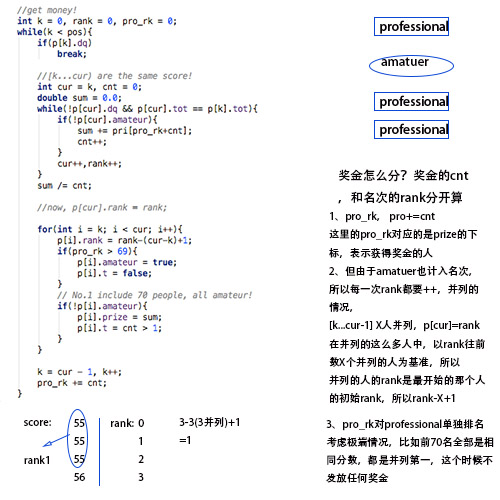 //get money!
int k = 0, rank = 0, pro_rk = 0;
while(k < pos){
if(p[k].dq)
break;
//[k...cur) are the same score!
int cur = k, cnt = 0;
double sum = 0.0;
while(!p[cur].dq && p[cur].tot == p[k].tot){
if(!p[cur].amateur){
sum += pri[pro_rk+cnt];
cnt++;
}
cur++,rank++;
}
sum /= cnt;
//now, p[cur].rank = rank;
for(int i = k; i < cur; i++){
p[i].rank = rank-(cur-k)+1;
if(pro_rk > 69){
p[i].amateur = true;
p[i].t = false;
}
// No.1 include 70 people, all amateur!
if(!p[i].amateur){
p[i].prize = sum;
p[i].t = cnt > 1;
}
}
k = cur - 1, k++;
pro_rk += cnt;
}
score: 55
55
rank1 55
56
rank: 0
1
2
3
3-3(3并列)+1
=1
professional
amatuer
professional
professional
奖金怎么分？奖金的cnt
，和名次的rank分开算
1、pro_rk，pro+=cnt
这里的pro_rk对应的是prize的下
标，表示获得奖金的人
2、但由于amatuer也计入名次，
所以每一次rank都要++，并列的
情况，
[k...cur-1] X人并列，p[cur]=rank
在并列的这么多人中，以rank往前
数X个并列的人为基准，所以
并列的人的rank是最开始的那个人
的初始rank，所以rank-X+1
3、pro_rk对professional单独排名
考虑极端情况，比如前70名全部是相
同分数，都是并列第一，这个时候不
发放任何奖金